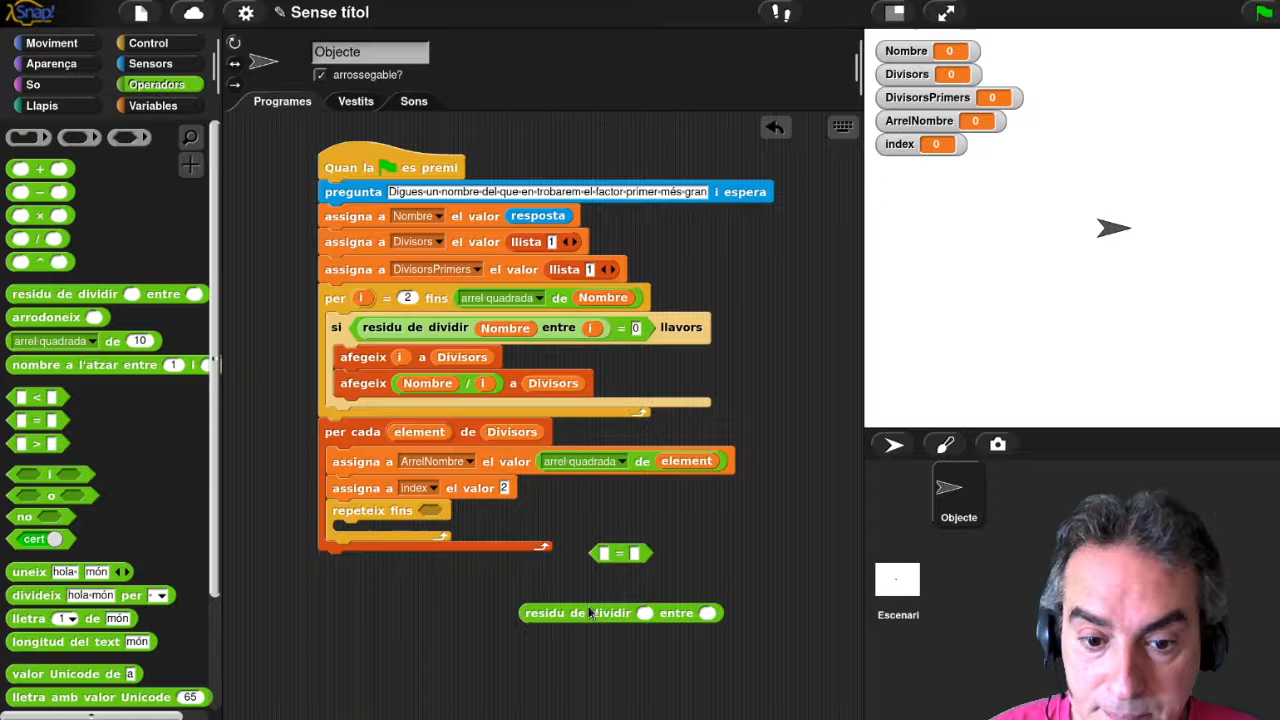 Snap!
Sense títol
Moviment
Control
Aparença
Sensors
So
Operadors
Llapis
Variables
+
−
×
/
^
residu de dividir entre
arrodoneix
arrel quadrada de 10
nombre a l'atzar entre 1 i
<
=
>
i
o
no
cert
uneix hola· món
divideix hola·món per ·
lletra 1 de món
longitud del text món
valor Unicode de a
lletra amb valor Unicode 65
Objecte
arrossegable?
Programes Vestits Sons
Quan la es premi
pregunta Digues·un·nombre·del·que·en·trobarem·el·factor·primer·més·gran i espera
assigna a Nombre el valor resposta
assigna a Divisors el valor llista 1
assigna a DivisorsPrimers el valor llista 1
per i = 2 fins arrel quadrada de Nombre
si residu de dividir Nombre entre i = 0 llavors
afegeix i a Divisors
afegeix Nombre / i a Divisors
per cada element de Divisors
assigna a ArrelNombre el valor arrel quadrada de element
assigna a index el valor 2
repeteix fins
=
residu de dividir entre
Nombre 0
Divisors 0
DivisorsPrimers 0
ArrelNombre 0
index 0
Objecte
Escenari